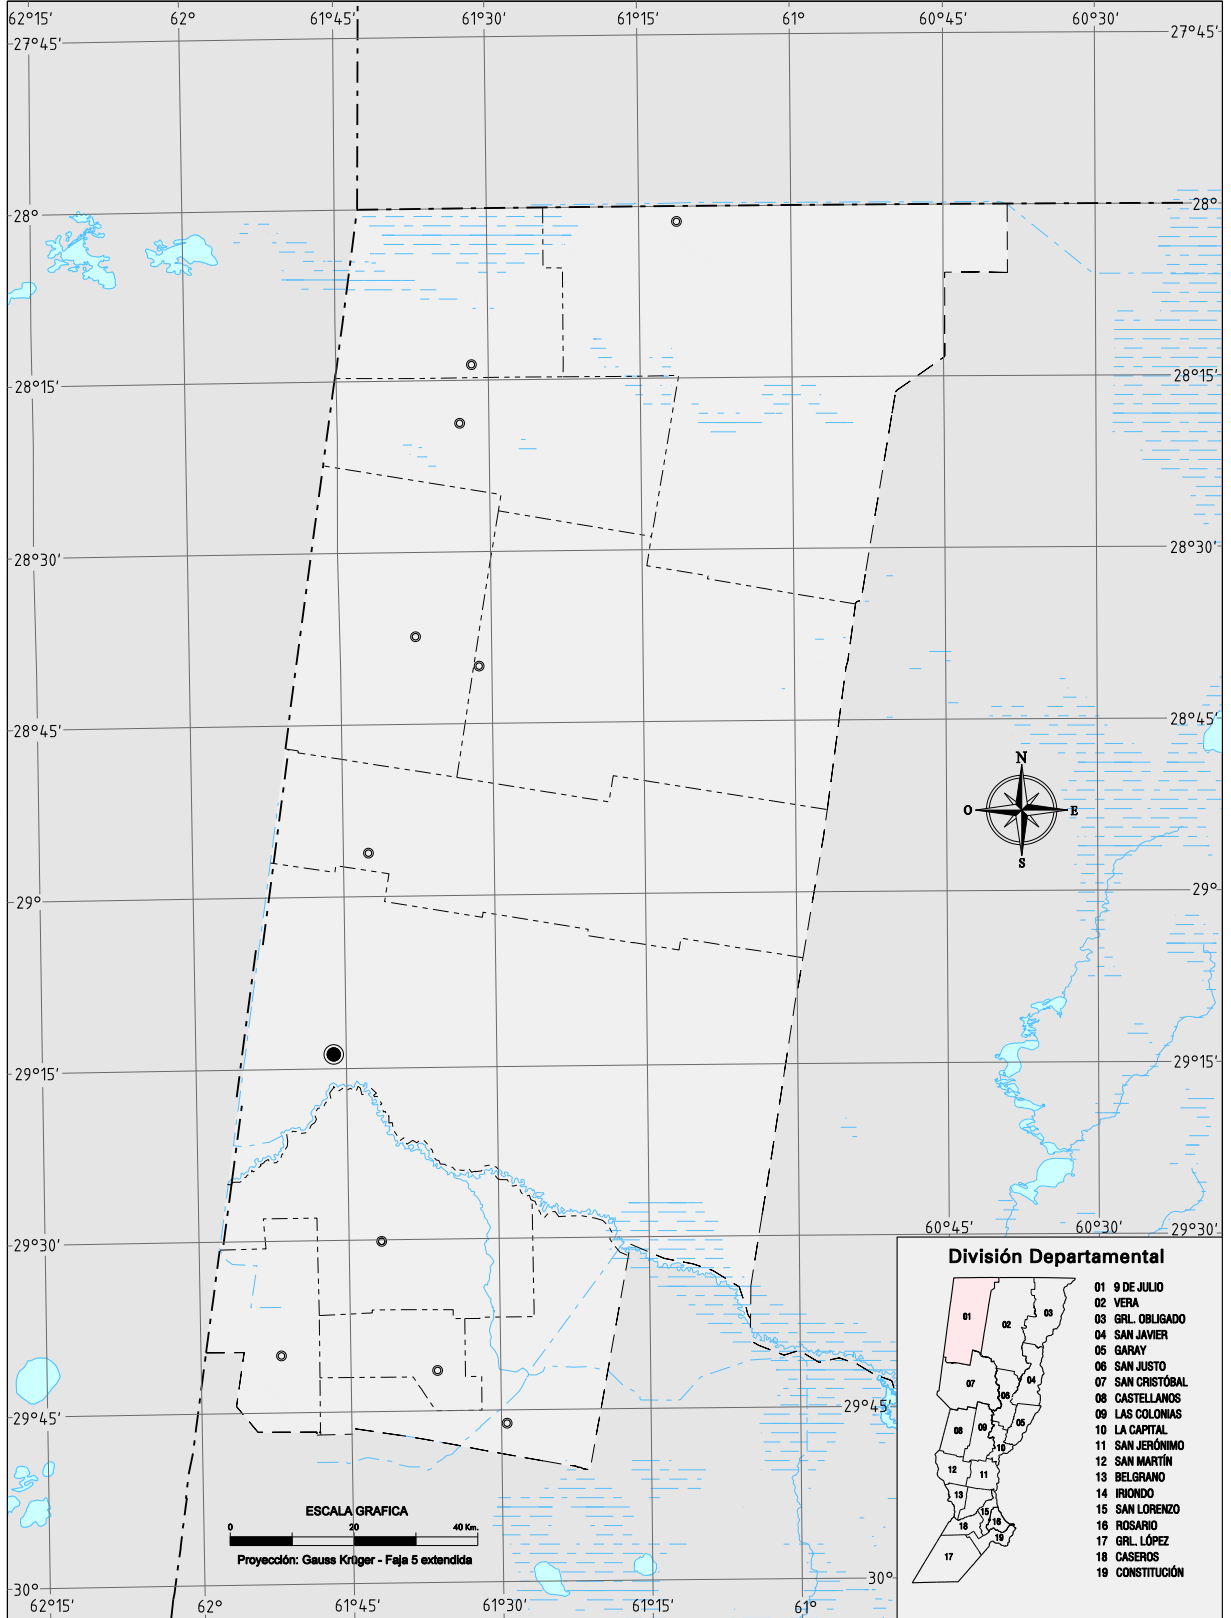 62°15' 62° 61°45' 61°30' 61°15' 61° 60°45' 60°30'
27°45' 27°45'
28° 28°
28°15' 28°15'
28°30' 28°30'
28°45' 28°45'
N
O E
S
29° 29°
29°15' 29°15'
60°45' 60°30' 29°30'
29°30'
División Departamental
01 9 DE JULIO
02 VERA
03 GRL. OBLIGADO
04 SAN JAVIER
05 GARAY
06 SAN JUSTO
07 SAN CRISTÓBAL
08 CASTELLANOS
09 LAS COLONIAS
10 LA CAPITAL
11 SAN JERÓNIMO
12 SAN MARTÍN
13 BELGRANO
14 IRIONDO
15 SAN LORENZO
16 ROSARIO
17 GRL. LÓPEZ
18 CASEROS
19 CONSTITUCIÓN
01 02 03
04
07 06
05
08 09
10
12 11
13
15
16
18
19
17
29°45' 29°45'
ESCALA GRAFICA
0 20 40 Km.
Proyección: Gauss Krüger - Faja 5 extendida
30° 30°
62°15' 62° 61°45' 61°30' 61°15' 61°